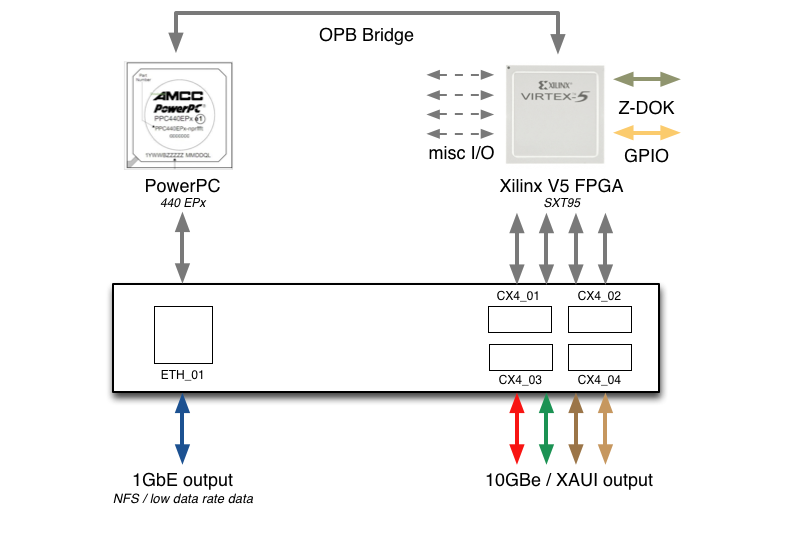 OPB Bridge
Part
Number
AMCC
PowerPC
PPC440EPx e1
PPC440EPx-nprfft
0000000
1YWWBZZZZZ MMDDQL
XILINX
VIRTEX-5
Z-DOK
misc I/O
GPIO
PowerPC
440 EPx
Xilinx V5 FPGA
SXT95
CX4_01
CX4_02
ETH_01
CX4_03
CX4_04
1GbE output
NFS / low data rate data
10GBe / XAUI output